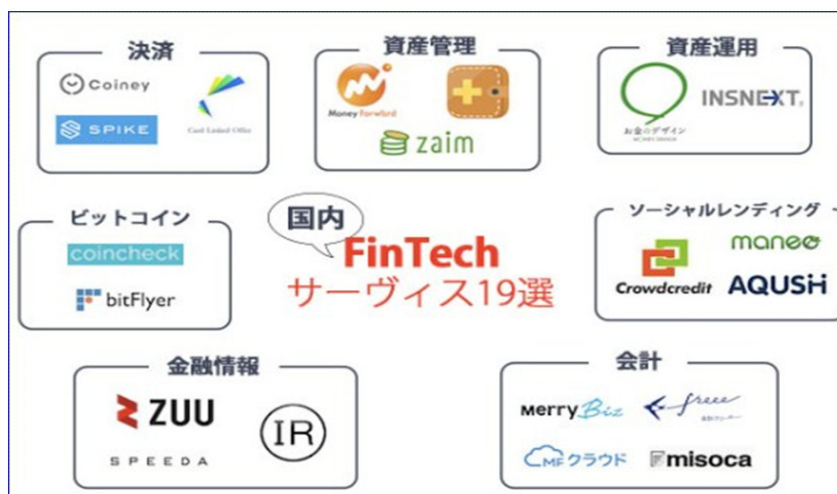 決済
Coiney
SPIKE
Card Linked Offer
資産管理
Money Forward
zaim
資産運用
お金のデザイン
MONEY DESIGN
INSNEXT
ビットコイン
coincheck
bitFlyer
国内
FinTech
サーヴィス19選
ソーシャルレンディング
maneo
Crowdcredit
AQUSH
金融情報
ZUU
IR
SPEEDA
会計
Merry Biz
freee
MFクラウド
misoca